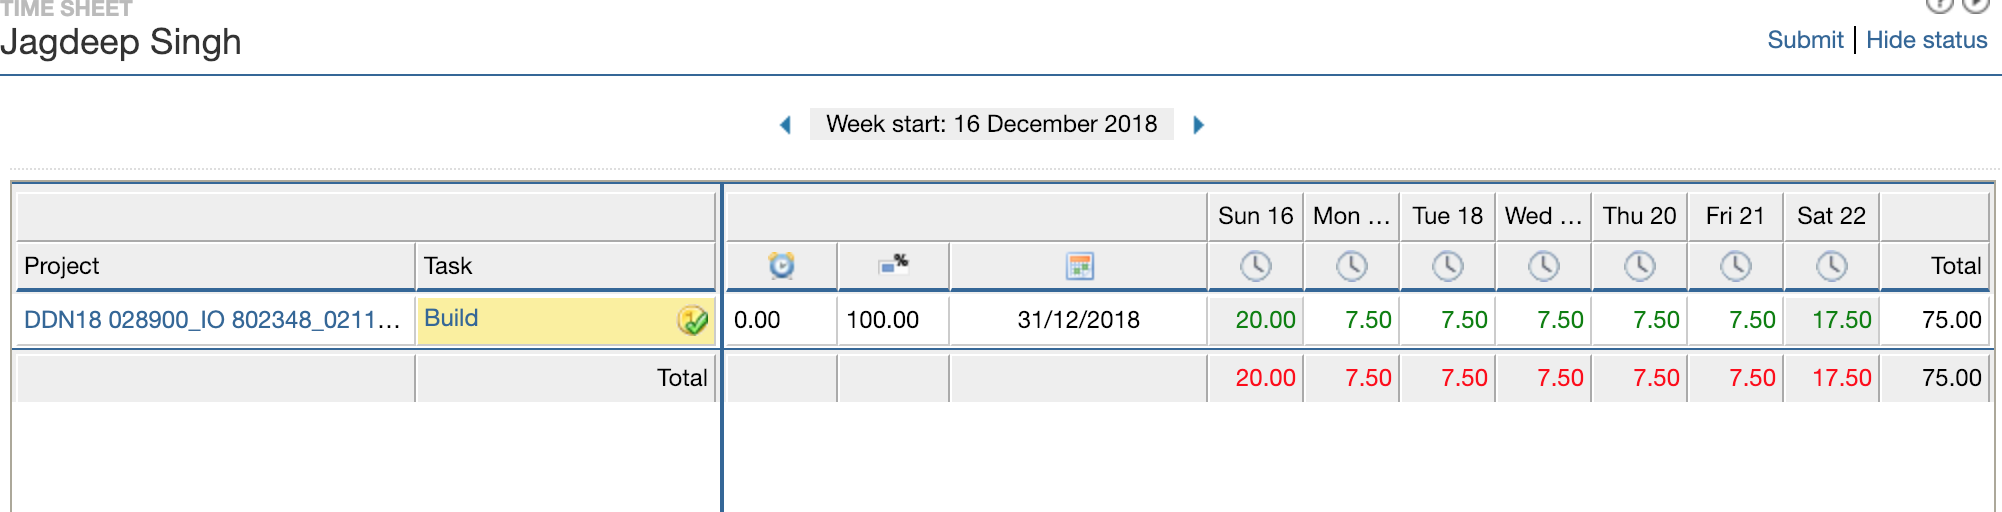 TIME SHEET
Jagdeep Singh
Submit | Hide status
Week start: 16 December 2018
Sun 16 Mon ... Tue 18 Wed ... Thu 20 Fri 21 Sat 22
Project Task % Total
DDN18 028900_IO 802348_0211... Build 0.00 100.00 31/12/2018 20.00 7.50 7.50 7.50 7.50 7.50 17.50 75.00
Total 20.00 7.50 7.50 7.50 7.50 7.50 17.50 75.00